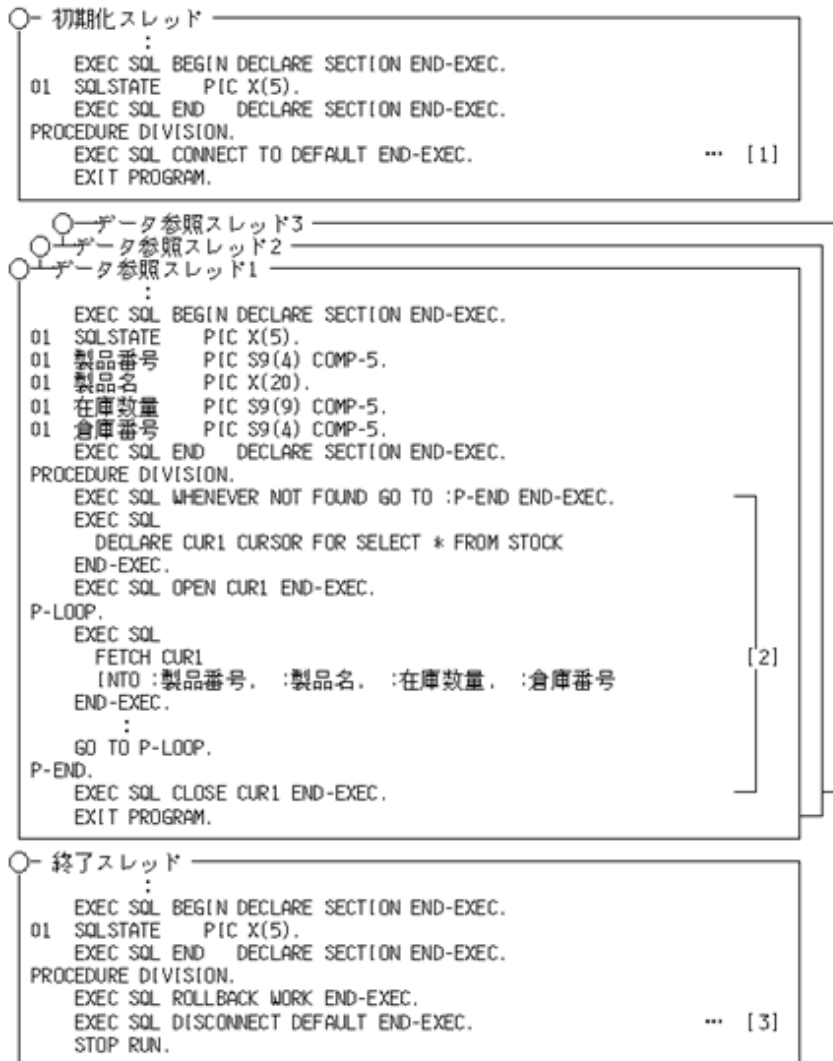 初期化スレッド
:
EXEC SQL BEGIN DECLARE SECTION END-EXEC.
01 SQLSTATE PIC X(5).
EXEC SQL END DECLARE SECTION END-EXEC.
PROCEDURE DIVISION.
EXEC SQL CONNECT TO DEFAULT END-EXEC. … [1]
EXIT PROGRAM.
データ参照スレッド3
データ参照スレッド2
データ参照スレッド1
:
EXEC SQL BEGIN DECLARE SECTION END-EXEC.
01 SQLSTATE PIC X(5).
01 製品番号 PIC S9(4) COMP-5.
01 製品名 PIC X(20).
01 在庫数量 PIC S9(9) COMP-5.
01 倉庫番号 PIC S9(4) COMP-5.
EXEC SQL END DECLARE SECTION END-EXEC.
PROCEDURE DIVISION.
EXEC SQL WHENEVER NOT FOUND GO TO :P-END END-EXEC.
EXEC SQL
DECLARE CUR1 CURSOR FOR SELECT * FROM STOCK
END-EXEC.
EXEC SQL OPEN CUR1 END-EXEC.
P-LOOP.
EXEC SQL
FETCH CUR1 [2]
INTO :製品番号, :製品名, :在庫数量, :倉庫番号
END-EXEC.
:
GO TO P-LOOP.
P-END.
EXEC SQL CLOSE CUR1 END-EXEC.
EXIT PROGRAM.
終了スレッド
:
EXEC SQL BEGIN DECLARE SECTION END-EXEC.
01 SQLSTATE PIC X(5).
EXEC SQL END DECLARE SECTION END-EXEC.
PROCEDURE DIVISION.
EXEC SQL ROLLBACK WORK END-EXEC.
EXEC SQL DISCONNECT DEFAULT END-EXEC. … [3]
STOP RUN.